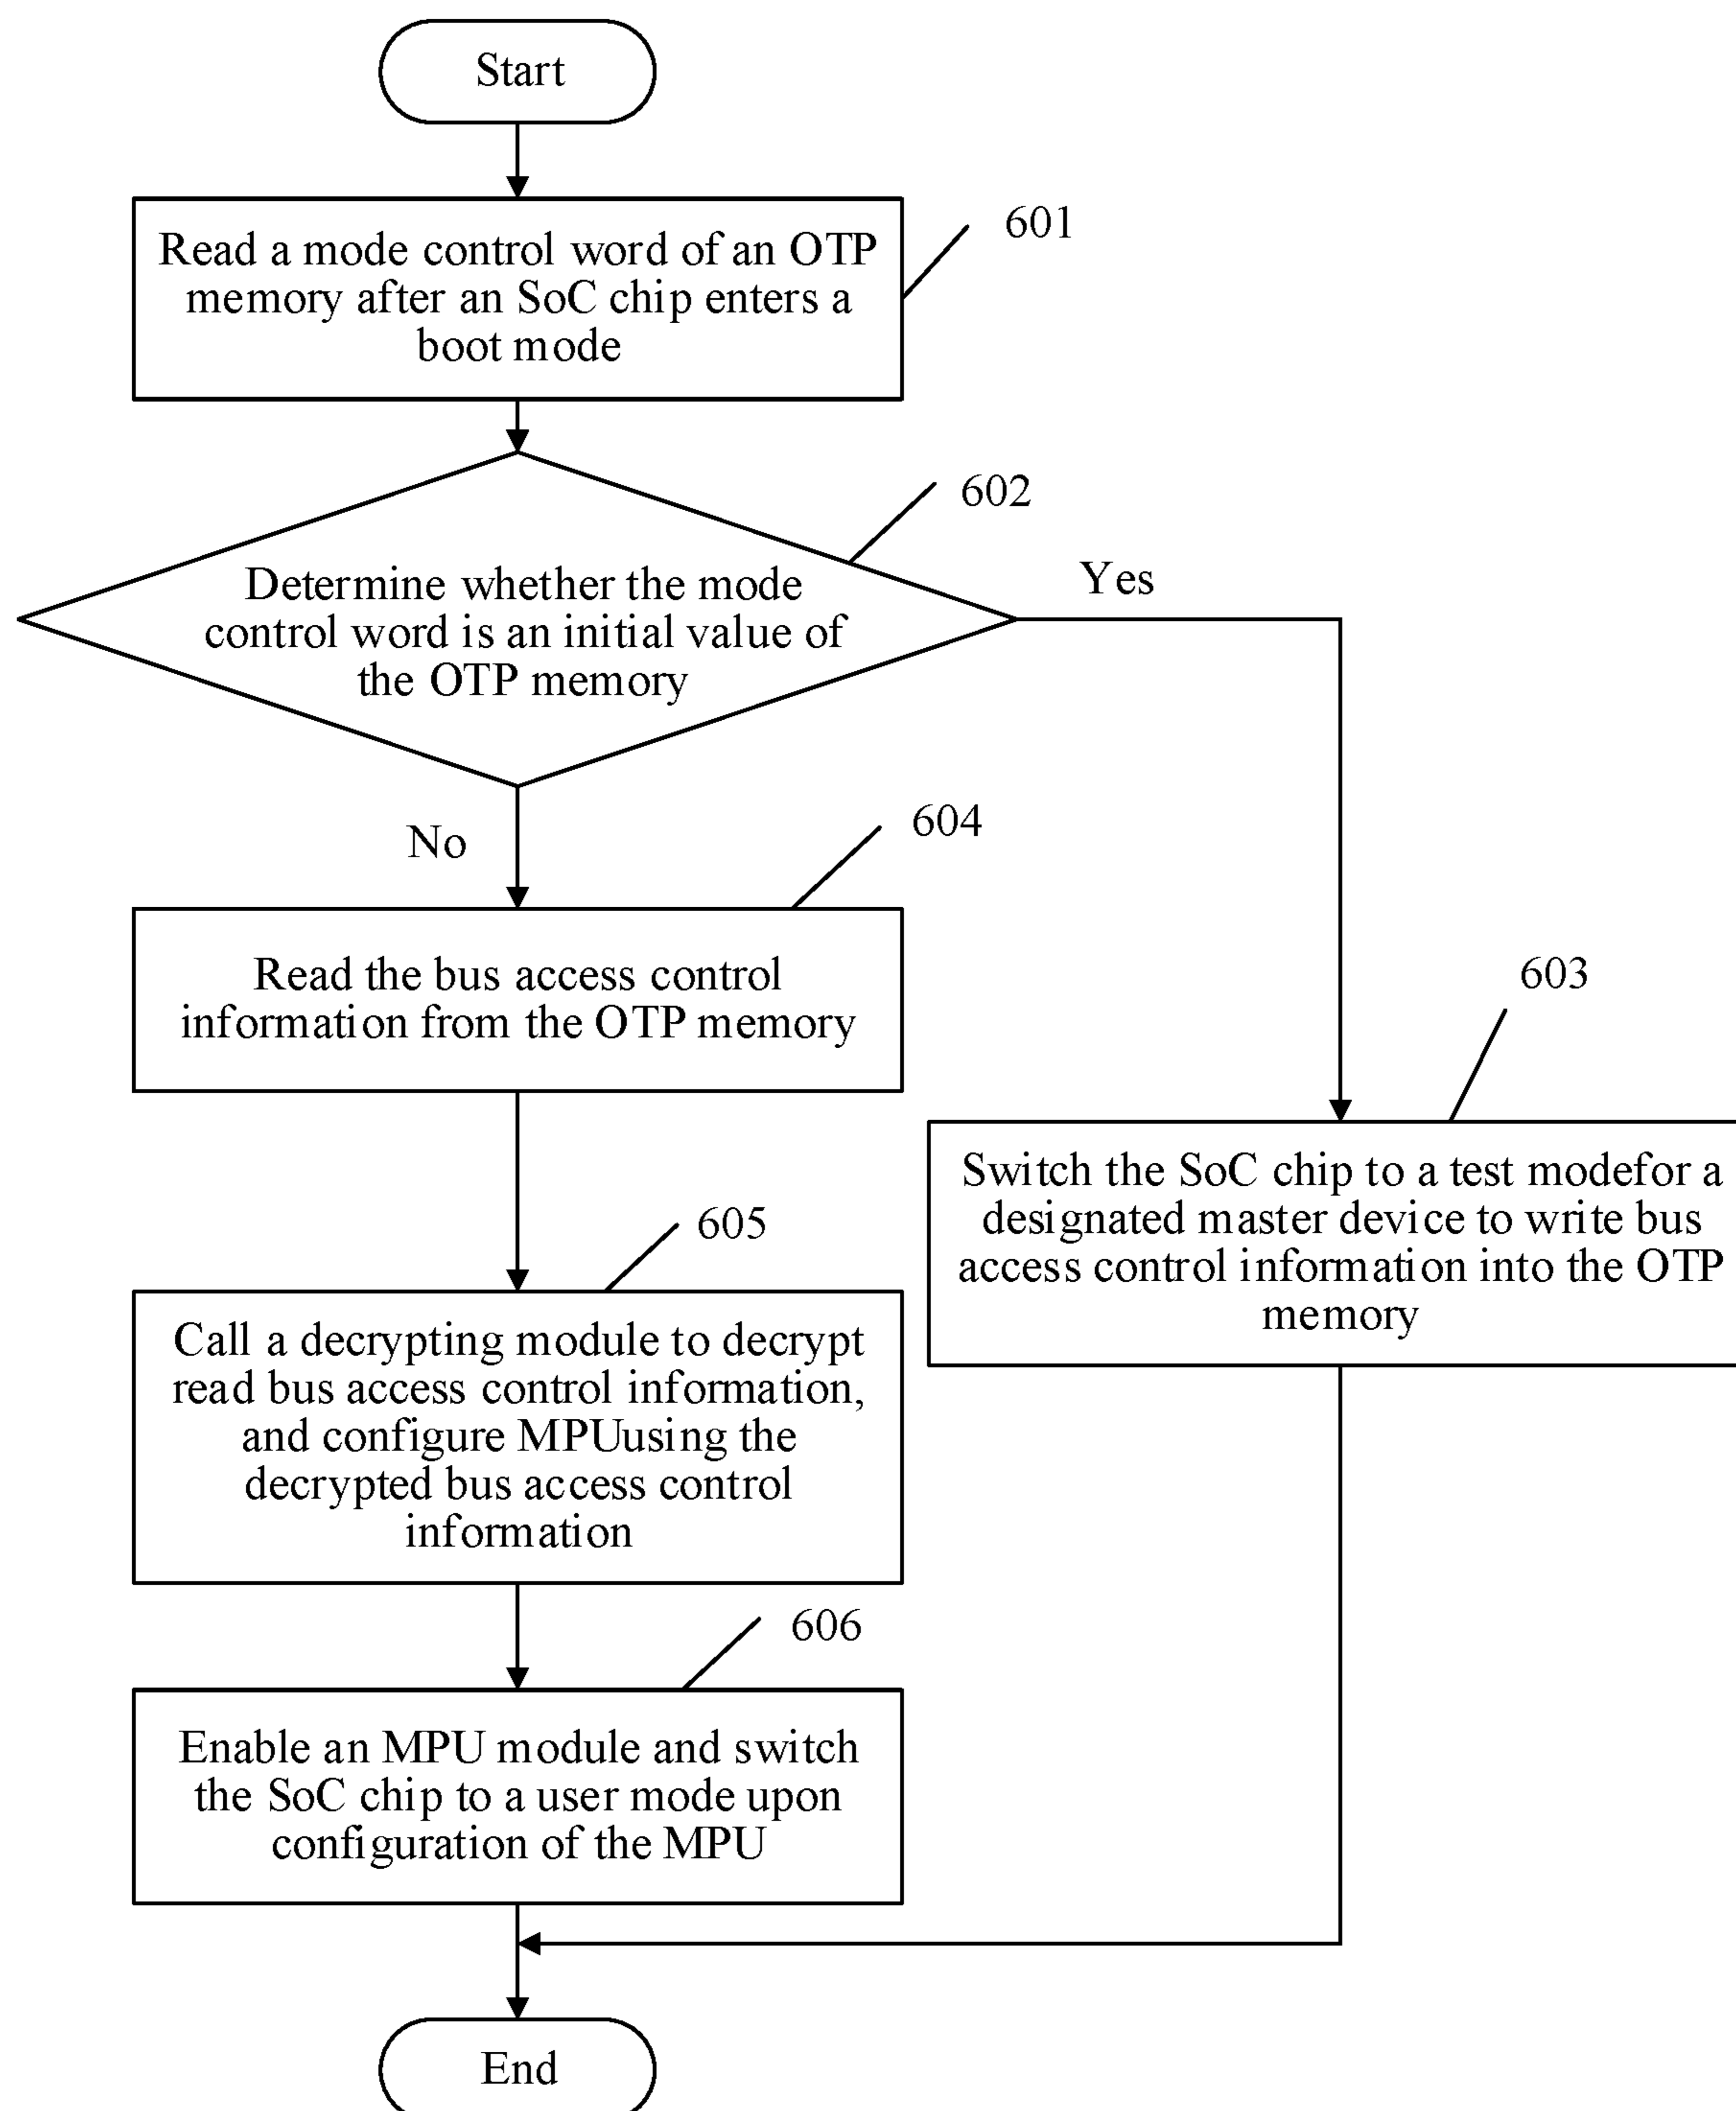 Start
601
Read a mode control word of an OTP
memory after an SoC chip enters a
boot mode
602
Determine whether the mode
control word is an initial value of
the OTP memory
Yes
No
604
Read the bus access control
information from the OTP memory
603
Switch the SoC chip to a test modefor a
designated master device to write bus
access control information into the OTP
memory
605
Call a decrypting module to decrypt
read bus access control information,
and configure MPUusing the
decrypted bus access control
information
606
Enable an MPU module and switch
the SoC chip to a user mode upon
configuration of the MPU
End